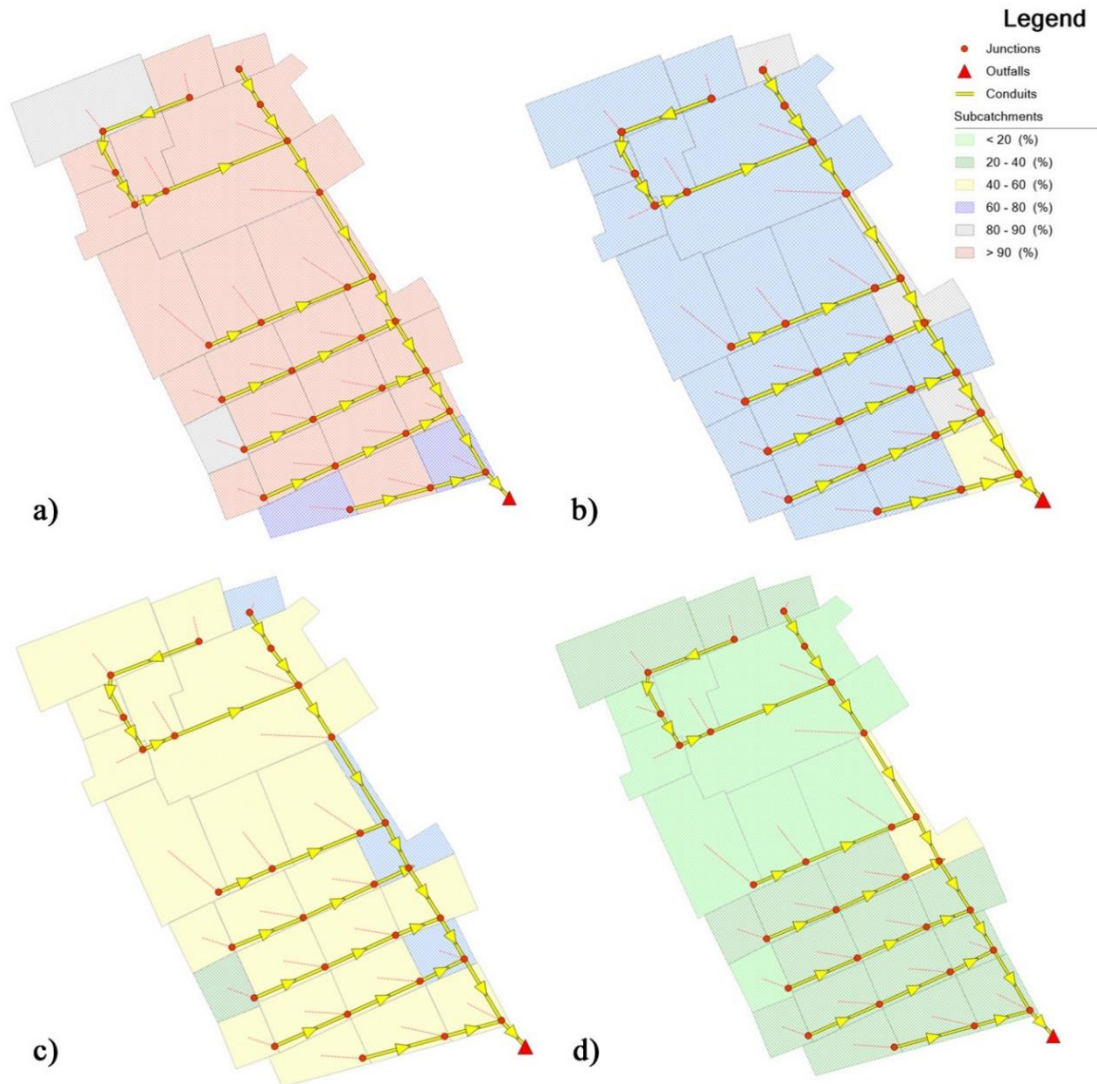 Legend
Junctions
Outfalls
Conduits
Subcatchments
< 20 (%)
20 - 40 (%)
40 - 60 (%)
60 - 80 (%)
80 - 90 (%)
> 90 (%)
a)
b)
c)
d)